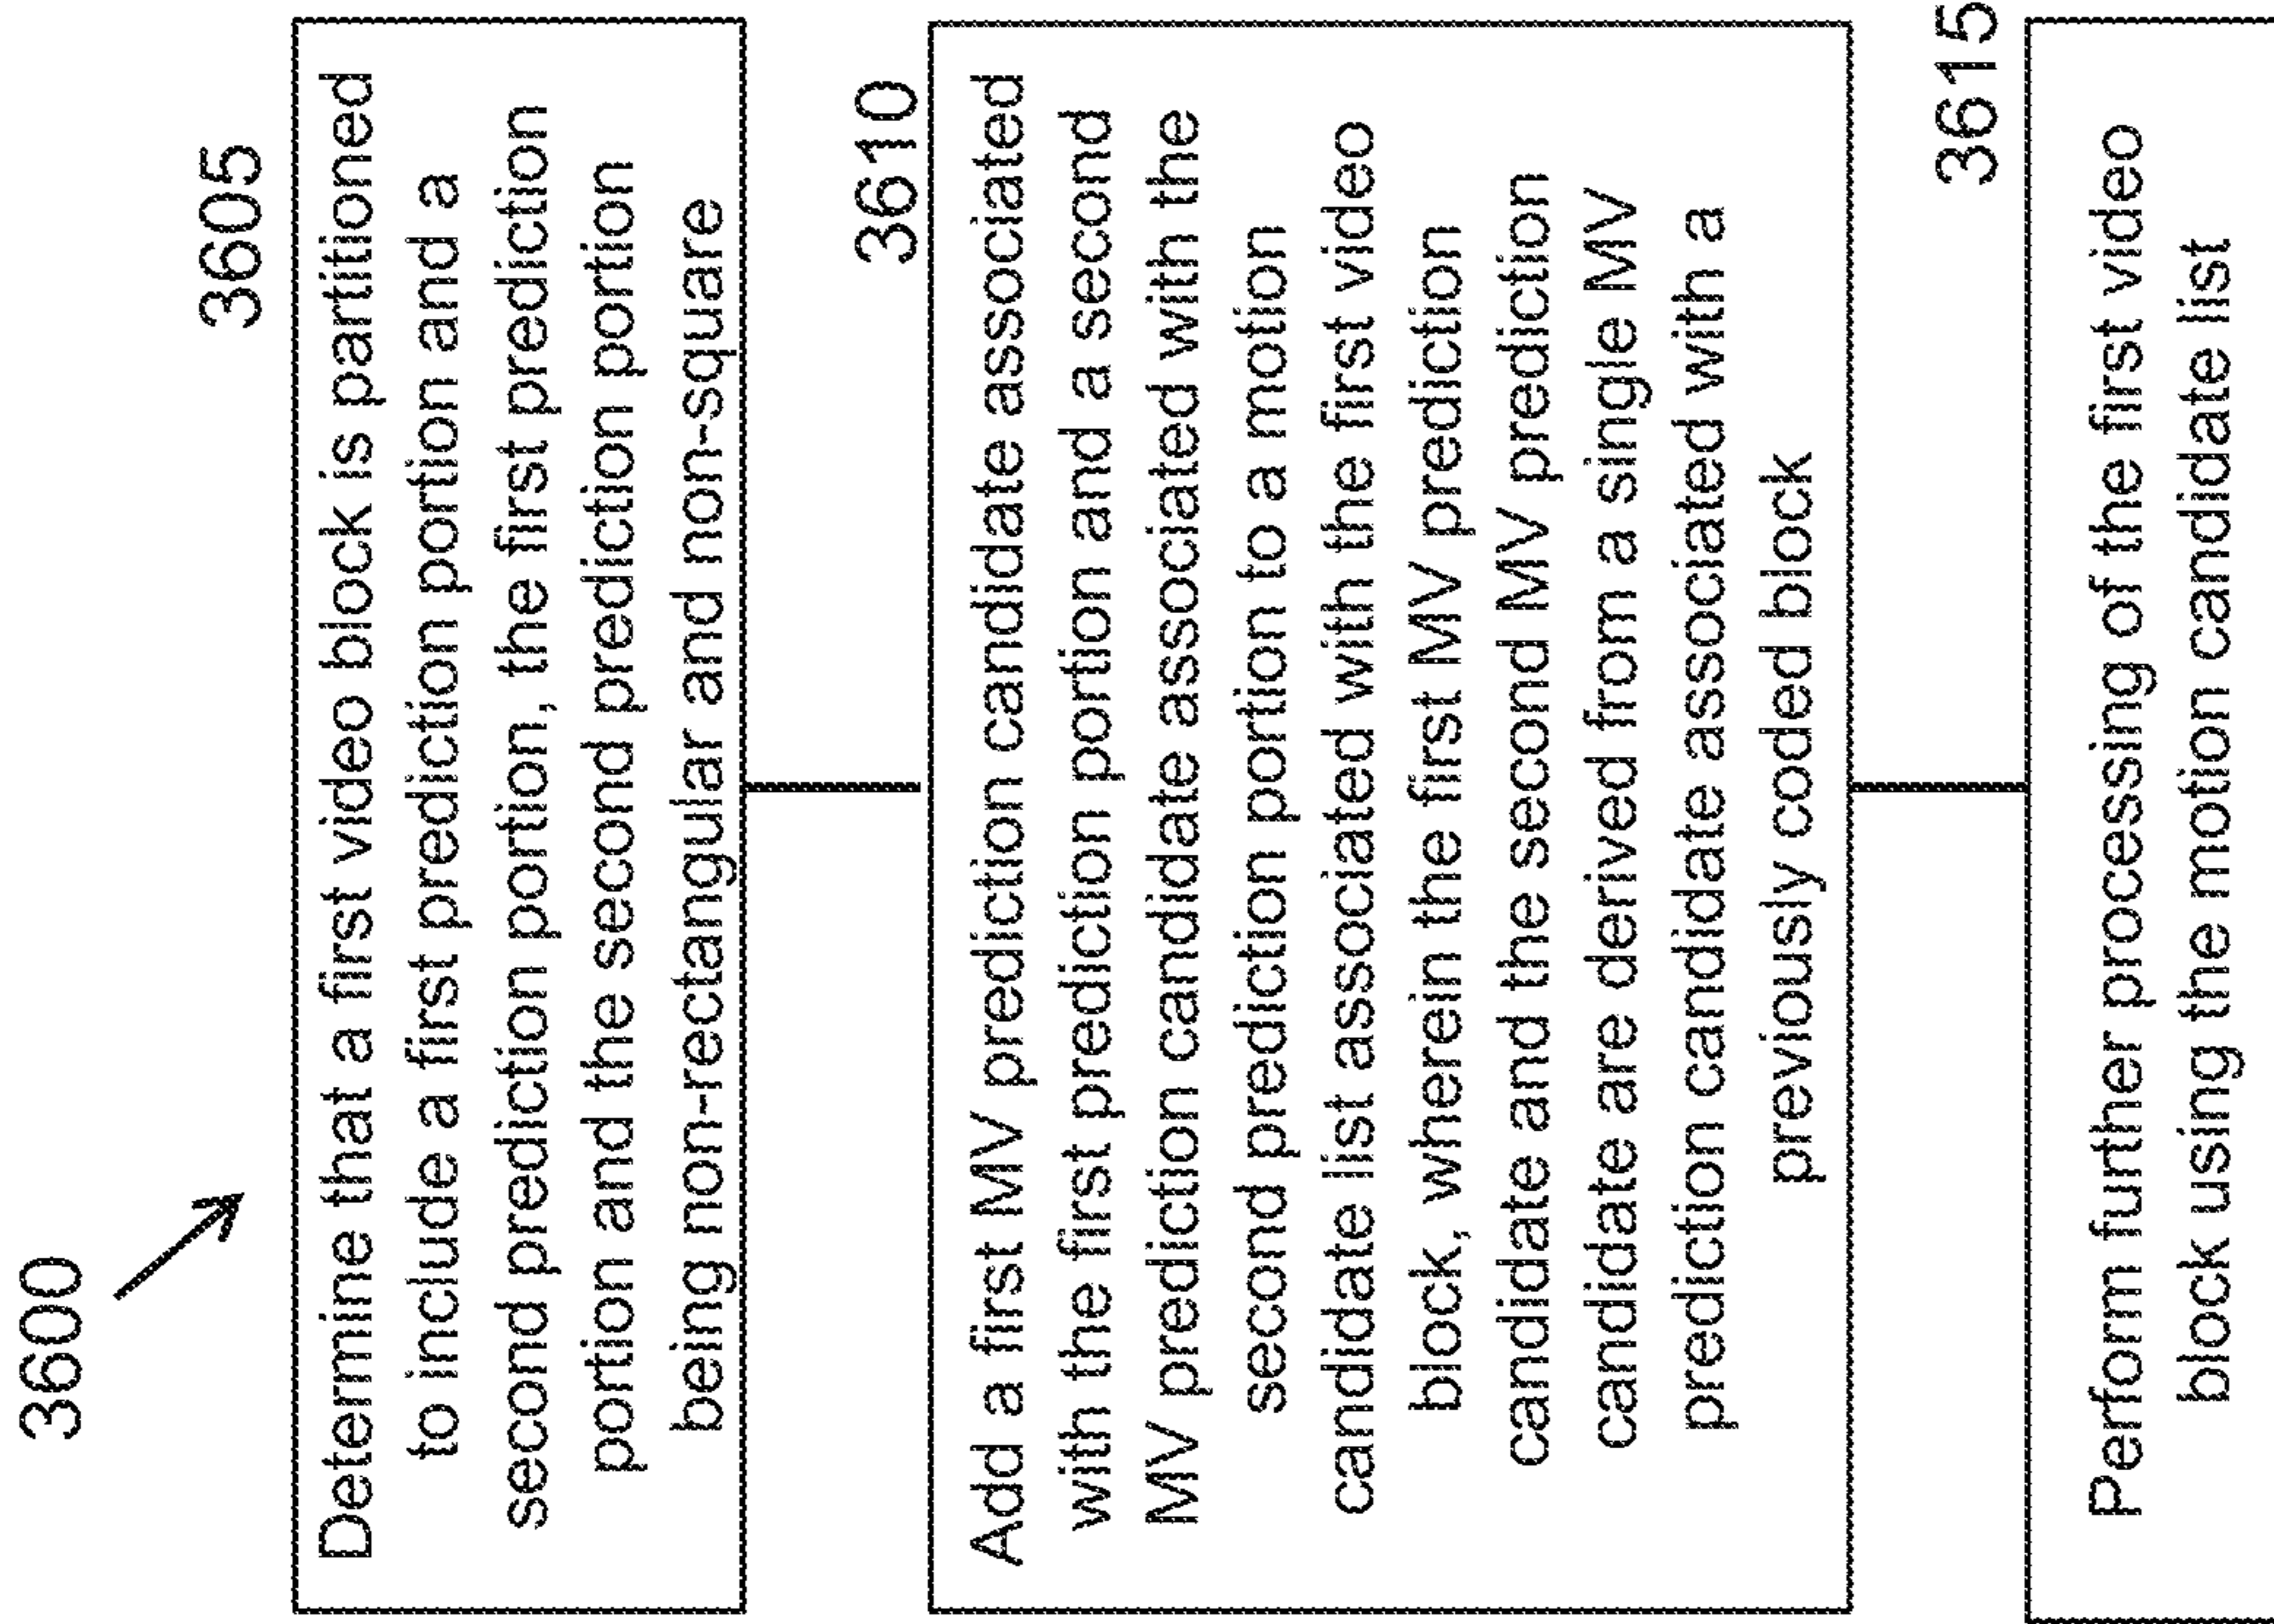 3600
3605
Determine that a first video block is partitioned
to include a first prediction portion and a
second prediction portion, the first prediction
portion and the second prediction portion
being non-rectangular and non-square
3610
Add a first MV prediction candidate associated
with the first prediction portion and a second
MV prediction candidate associated with the
second prediction portion to a motion
candidate list associated with the first video
block, wherein the first MV prediction
candidate and the second MV prediction
candidate are derived from a single MV
prediction candidate associated with a
previously coded block
3615
Perform further processing of the first video
block using the motion candidate list